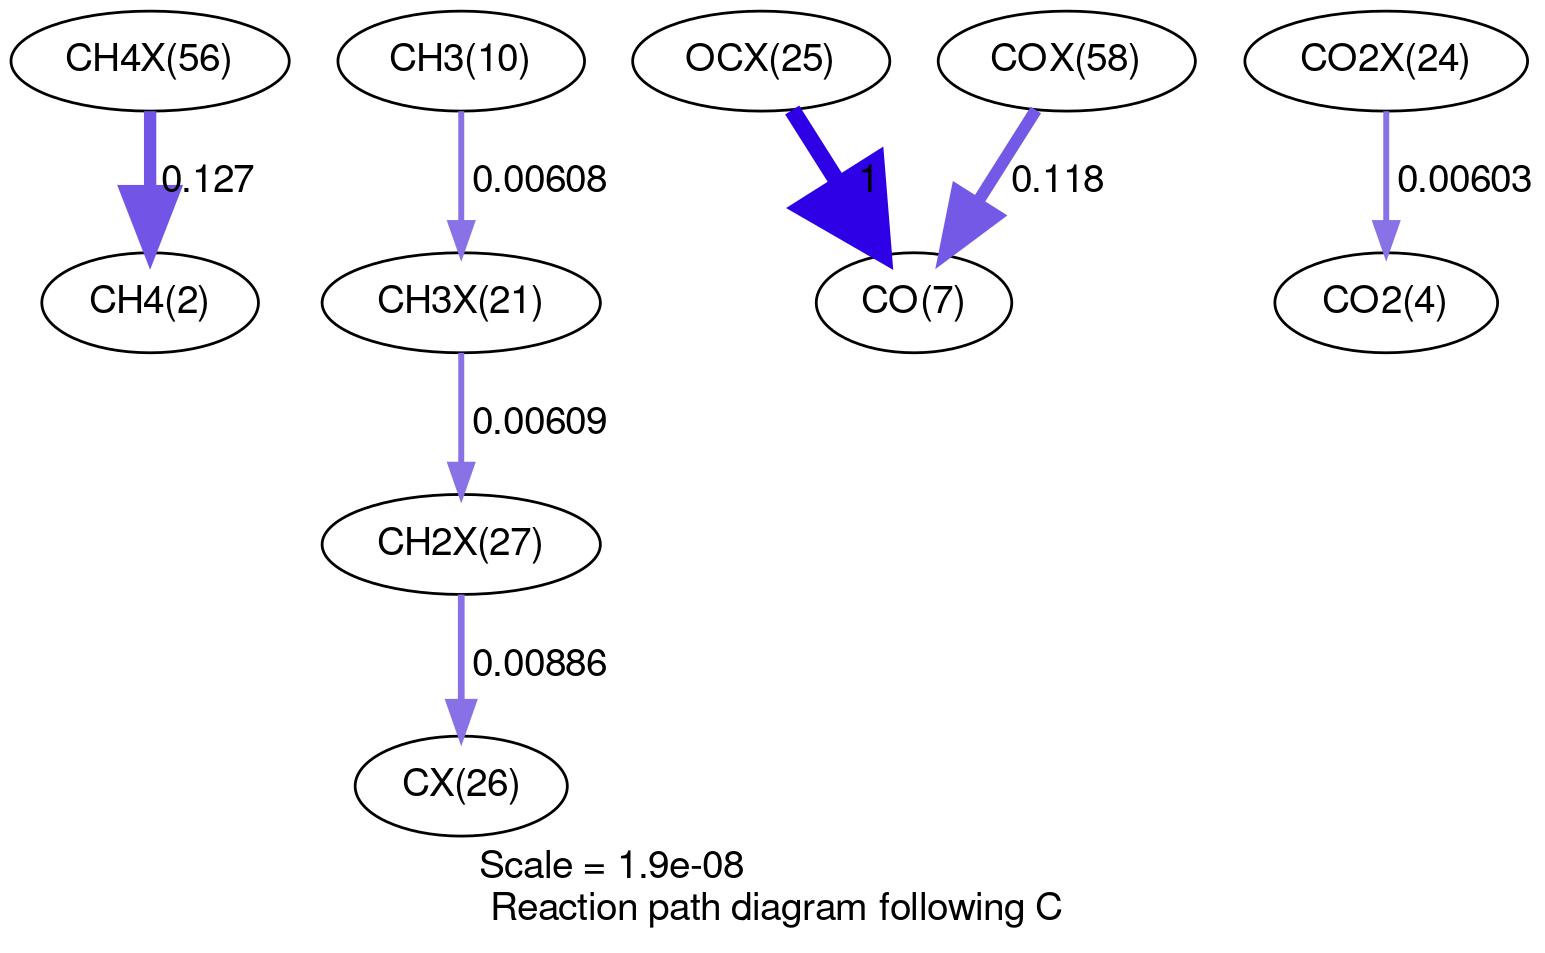 CH4X(56)
CH3(10)
OCX(25)
COX(58)
CO2X(24)
0.127
0.00608
1
0.118
0.00603
CH4(2)
CH3X(21)
CO(7)
CO2(4)
0.00609
CH2X(27)
0.00886
CX(26)
Scale = 1.9e-08
Reaction path diagram following C